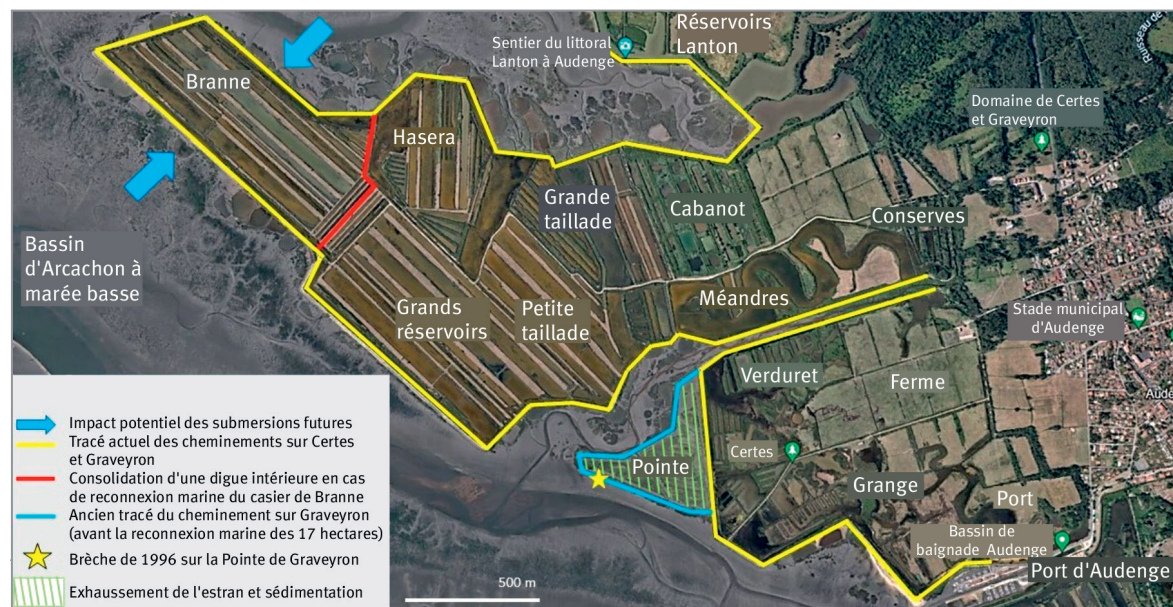 Réservoirs
Lanton
Sentier du littoral
Lanton à Audenge
Ruisseau de
Branne
Domaine de Certes
et Graveyron
Hasera
Grande
taillade
Cabanot
Conserves
Bassin
d'Arcachon à
marée basse
Méandres
Grands
réservoirs
Petite
taillade
Stade municipal
d'Audenge
Verduret
Ferme
Aude
Certes
Pointe
Grange
Port
Bassin de
baignade Audenge
Port d'Audenge
500 m
Impact potentiel des submersions futures
Tracé actuel des cheminements sur Certes
et Graveyron
Consolidation d'une digue intérieure en cas
de reconnexion marine du casier de Branne
Ancien tracé du cheminement sur Graveyron
(avant la reconnexion marine des 17 hectares)
Brèche de 1996 sur la Pointe de Graveyron
Exhaussement de l'estran et sédimentation